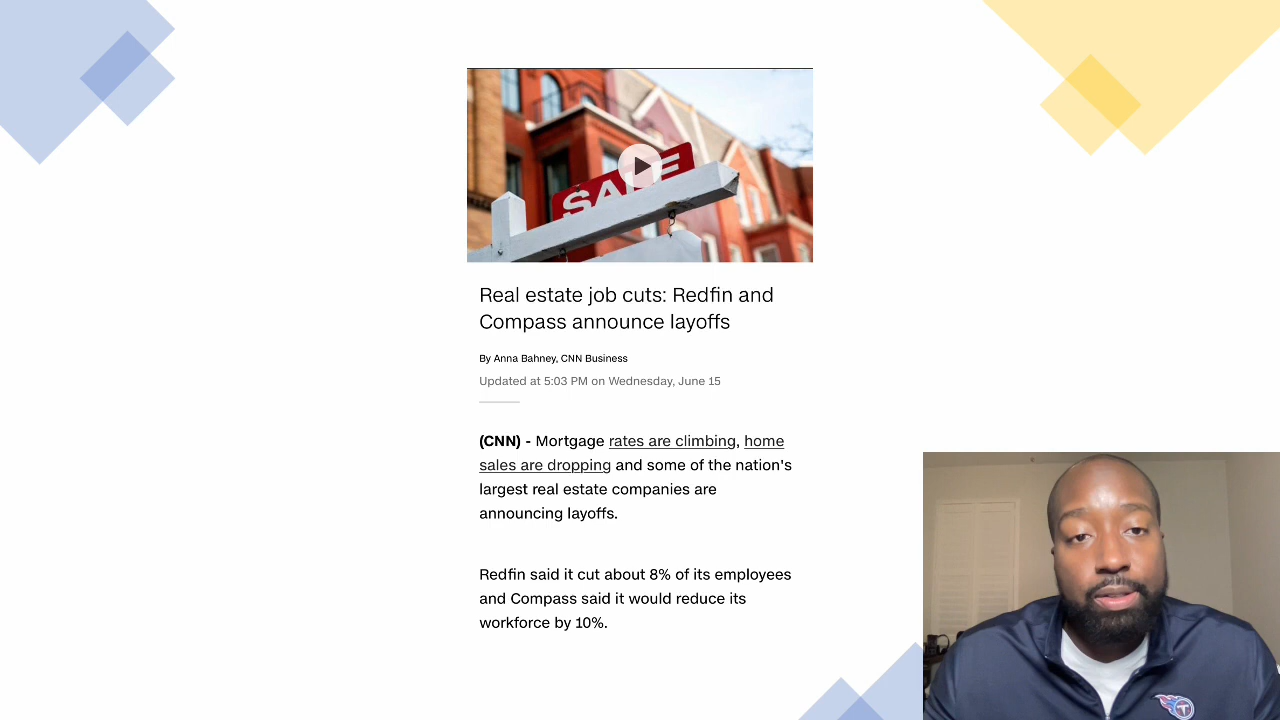 SALE
Real estate job cuts: Redfin and
Compass announce layoffs
By Anna Bahney, CNN Business
Updated at 5:03 PM on Wednesday, June 15
(CNN) - Mortgage rates are climbing, home
sales are dropping and some of the nation's
largest real estate companies are
announcing layoffs.
Redfin said it cut about 8% of its employees
and Compass said it would reduce its
workforce by 10%.
T